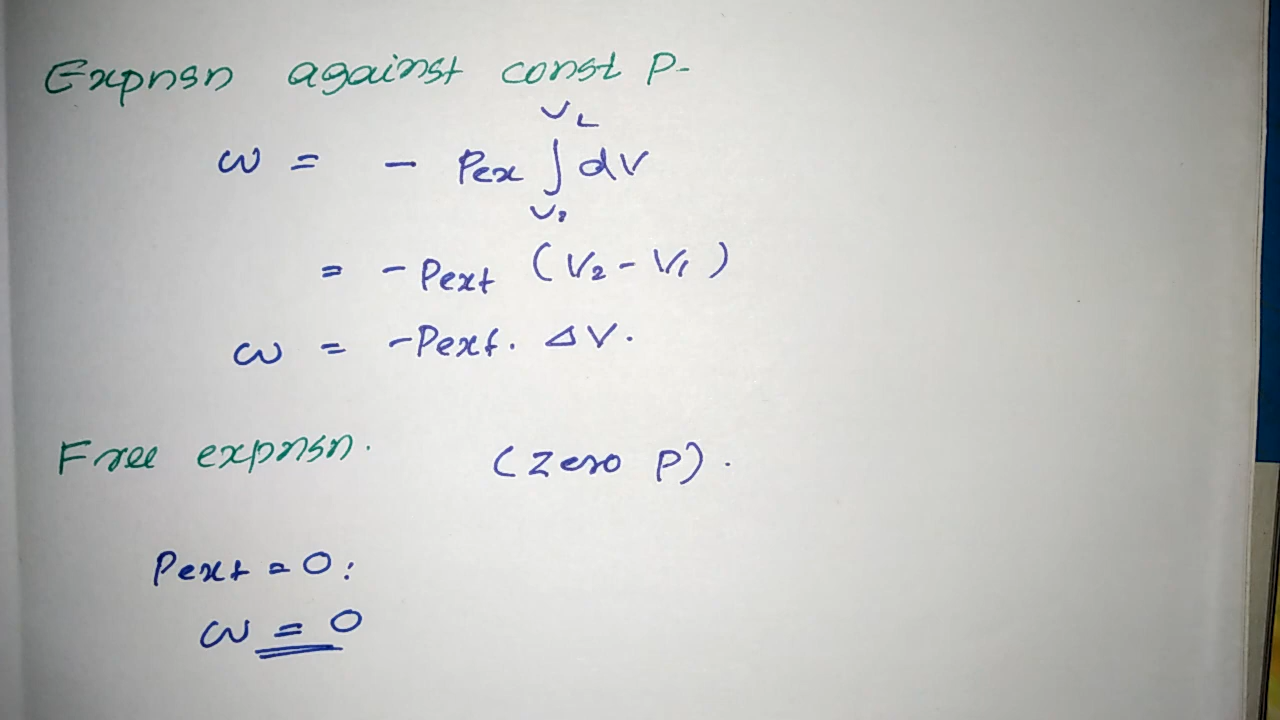 Expnsn against const P-
V₂
ω = - Pex ∫ dV
V₁
= - Pext (V₂ - V₁)
ω = -Pext. ΔV.
Free expnsn. (Zero P).
Pext = 0:
ω = 0